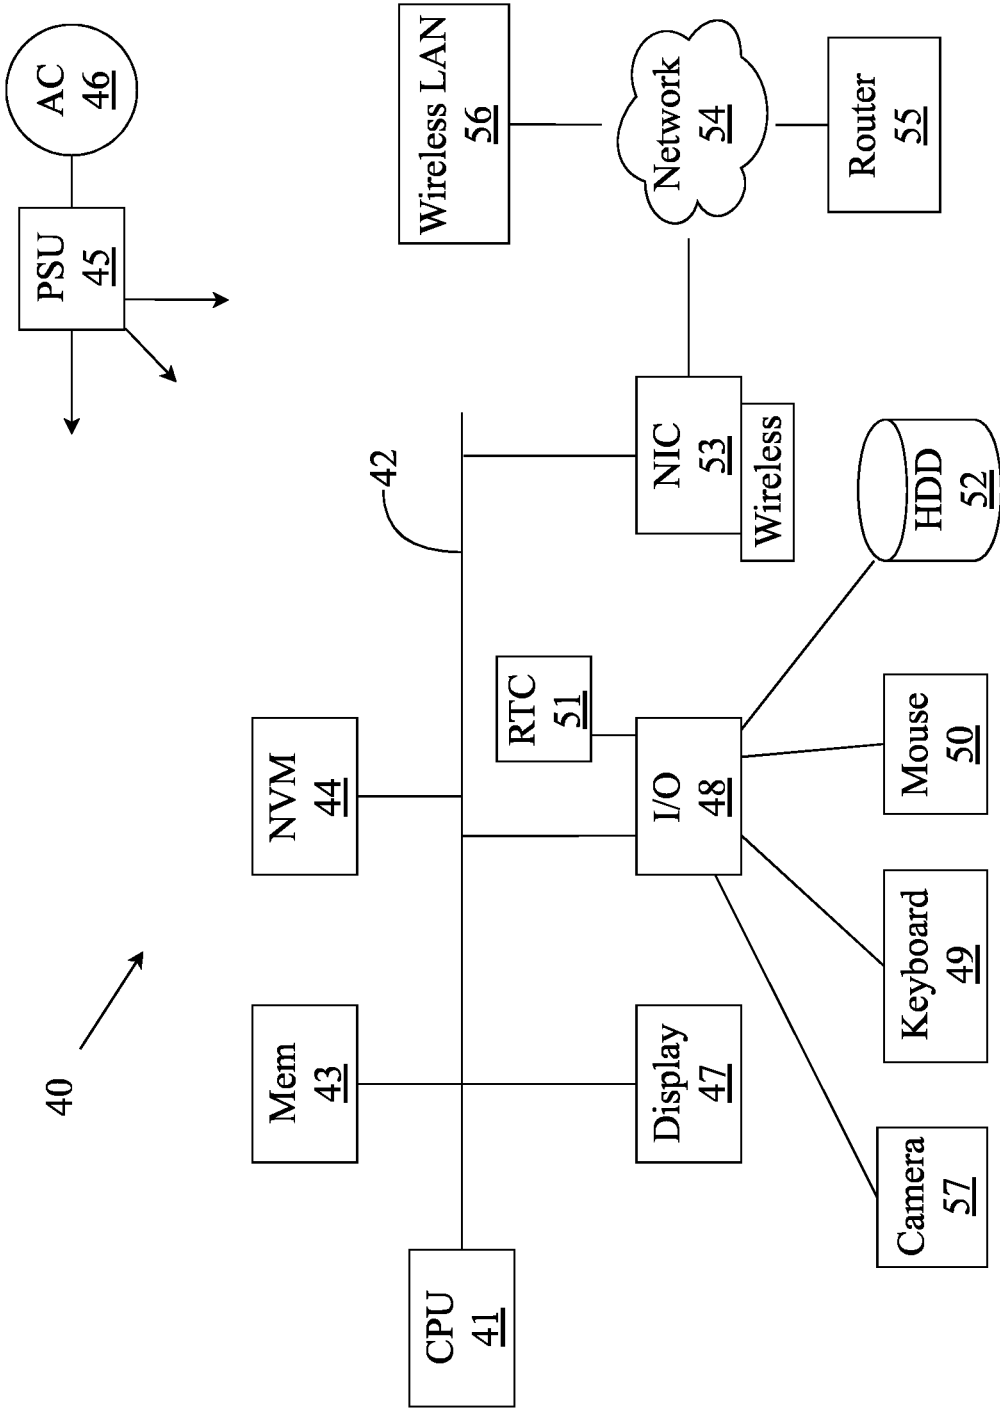 40
AC
46
PSU
45
Mem
43
NVM
44
42
CPU
41
Display
47
I/O
48
RTC
51
NIC
53
Wireless
Network
54
Wireless LAN
56
Router
55
Camera
57
Keyboard
49
Mouse
50
HDD
52